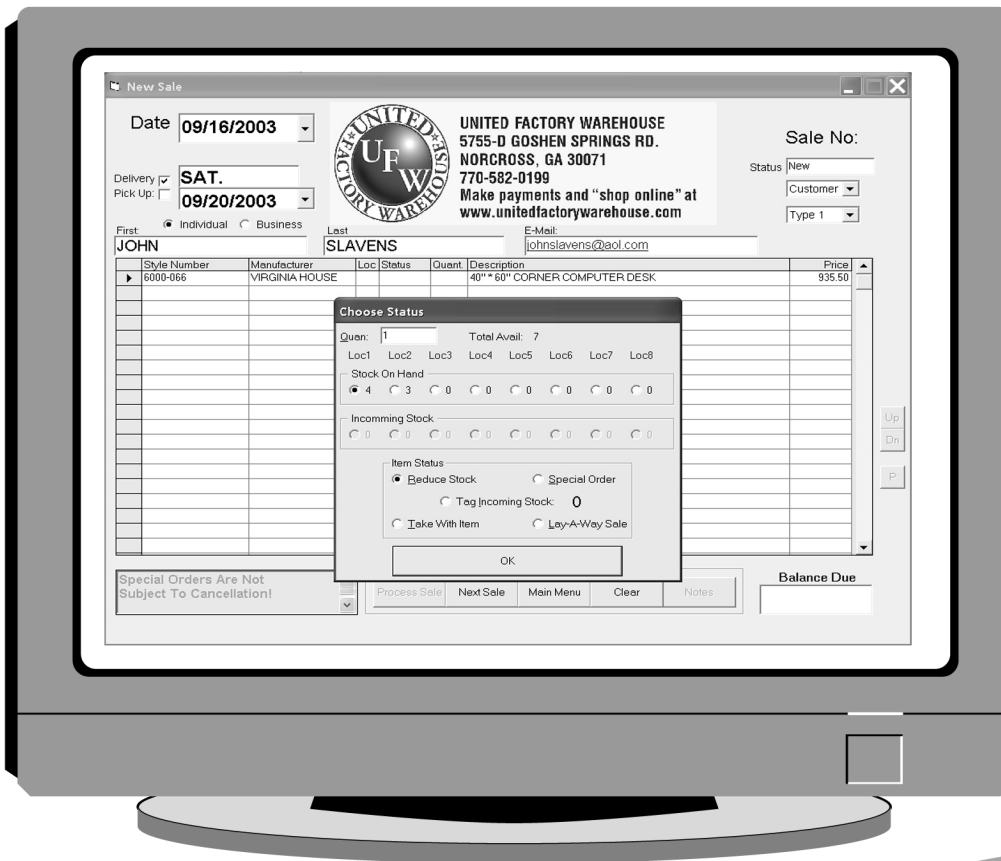 New Sale
Date 09/16/2003
Delivery SAT.
Pick Up: 09/20/2003
Individual Business
UNITED FACTORY WAREHOUSE
UFW
UNITED FACTORY WAREHOUSE
5755-D GOSHEN SPRINGS RD.
NORCROSS, GA 30071
770-582-0199
Make payments and “shop online” at
www.unitedfactorywarehouse.com
Sale No:
Status New
Customer
Type 1
First: Last E-Mail:
JOHN SLAVENS johnslavens@aol.com
Style Number Manufacturer Loc Status Quant. Description Price
6000-066 VIRGINIA HOUSE 40" * 60" CORNER COMPUTER DESK 935.50
Choose Status
Quan: 1 Total Avail: 7
Loc1 Loc2 Loc3 Loc4 Loc5 Loc6 Loc7 Loc8
Stock On Hand
4 3 0 0 0 0 0 0
Incomming Stock
0 0 0 0 0 0 0 0
Item Status
Reduce Stock Special Order
Tag Incoming Stock: 0
Take With Item Lay-A-Way Sale
OK
Up
Dn
P
Special Orders Are Not
Subject To Cancellation!
Process Sale Next Sale Main Menu Clear Notes
Balance Due